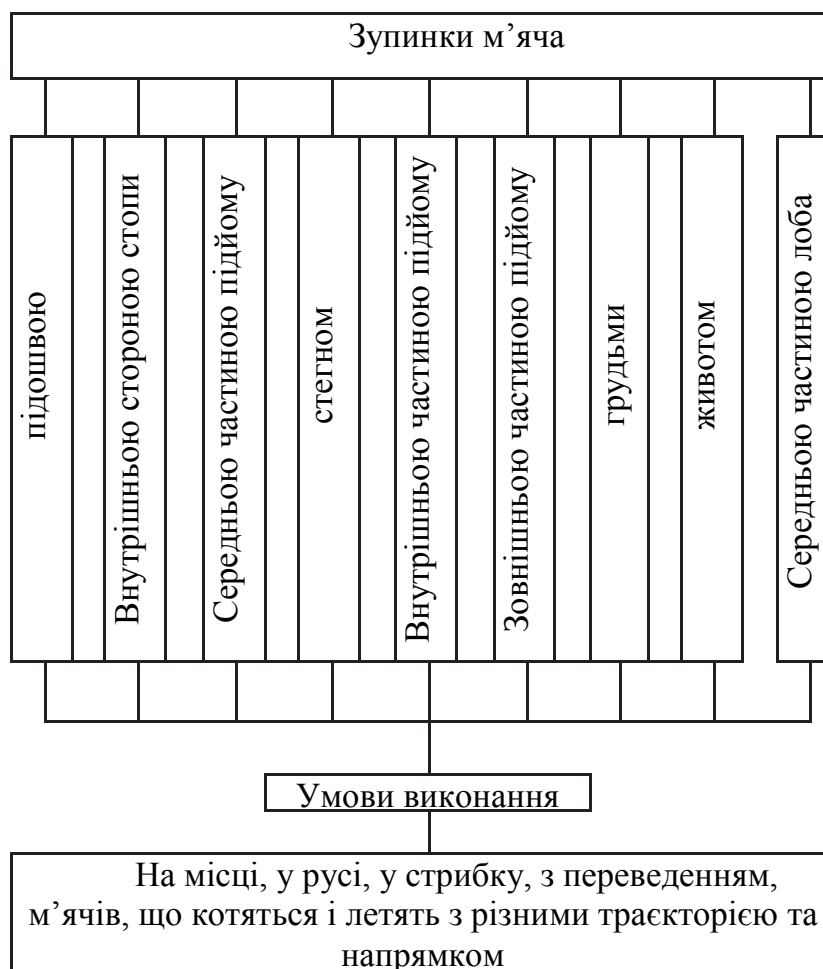 Зупинки м’яча
підошвою
Внутрішньою стороною стопи
Середньою частиною підйому
стегном
Внутрішньою частиною підйому
Зовнішньою частиною підйому
грудьми
животом
Середньою частиною лоба
Умови виконання
На місці, у русі, у стрибку, з переведенням,
м’ячів, що котяться і летять з різними траєкторією та
напрямком